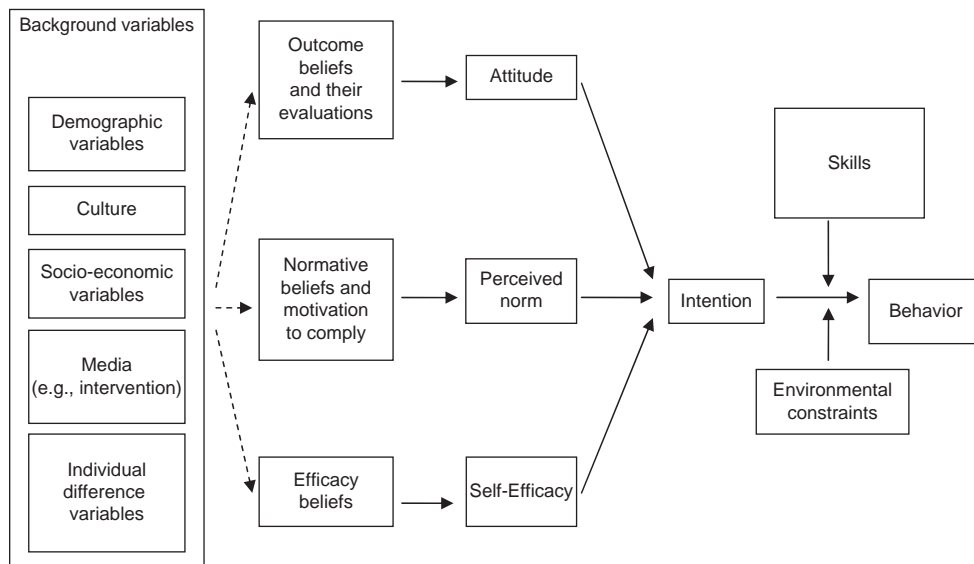 Background variables
Demographic
variables
Culture
Socio-economic
variables
Media
(e.g., intervention)
Individual
difference
variables
Outcome
beliefs
and their
evaluations
Normative
beliefs and
motivation
to comply
Efficacy
beliefs
Attitude
Perceived
norm
Self-Efficacy
Intention
Skills
Environmental
constraints
Behavior